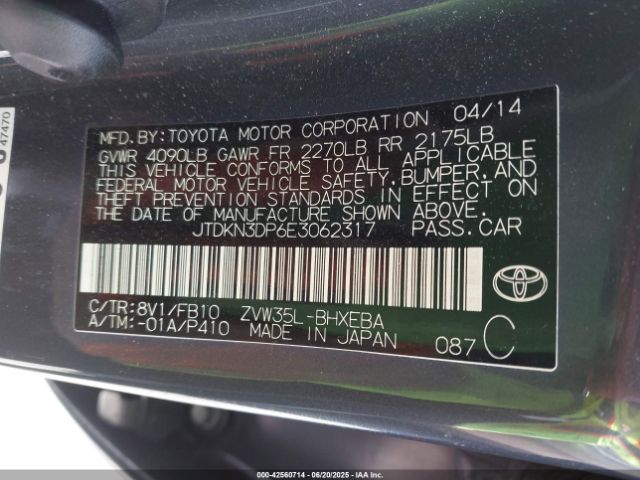 47470
MFD. BY: TOYOTA MOTOR CORPORATION 04/14
GVWR 4090LB GAWR FR 2270LB RR 2175LB
THIS VEHICLE CONFORMS TO ALL APPLICABLE
FEDERAL MOTOR VEHICLE SAFETY, BUMPER, AND
THEFT PREVENTION STANDARDS IN EFFECT ON
THE DATE OF MANUFACTURE SHOWN ABOVE.
JTDKN3DP6E3062317 PASS. CAR
C/TR: 8V1/FB10 ZVW35L-BHXEBA
A/TM: -01A/P410 MADE IN JAPAN 087 C
000-42560714 - 06/20/2025 - IAA Inc.